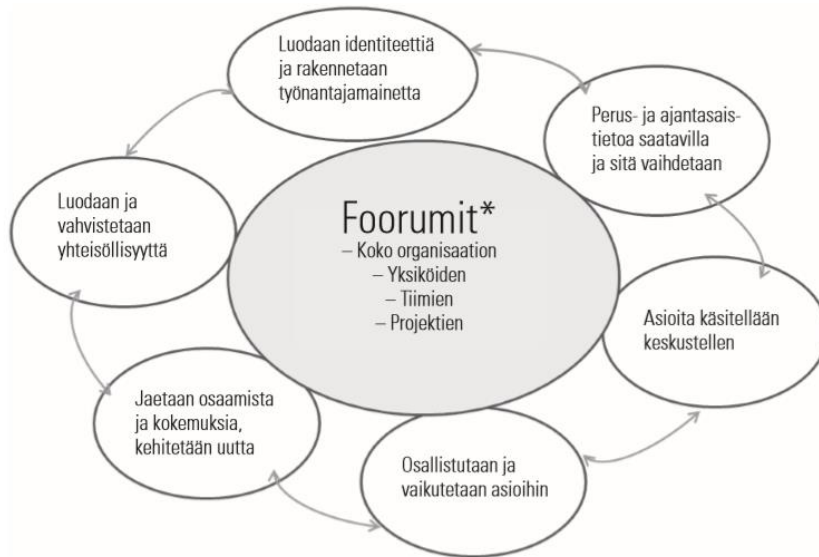 Luodaan identiteettiä
ja rakennetaan
työnantajamainetta
Perus- ja ajantasais-
tietoa saatavilla
ja sitä vaihdetaan
Luodaan ja
vahvistetaan
yhteisöllisyyttä
Foorumit*
– Koko organisaation
– Yksiköiden
– Tiimien
– Projektien
Asioita käsitellään
keskustellen
Jaetaan osaamista
ja kokemuksia,
kehitetään uutta
Osallistutaan ja
vaikutetaan asioihin